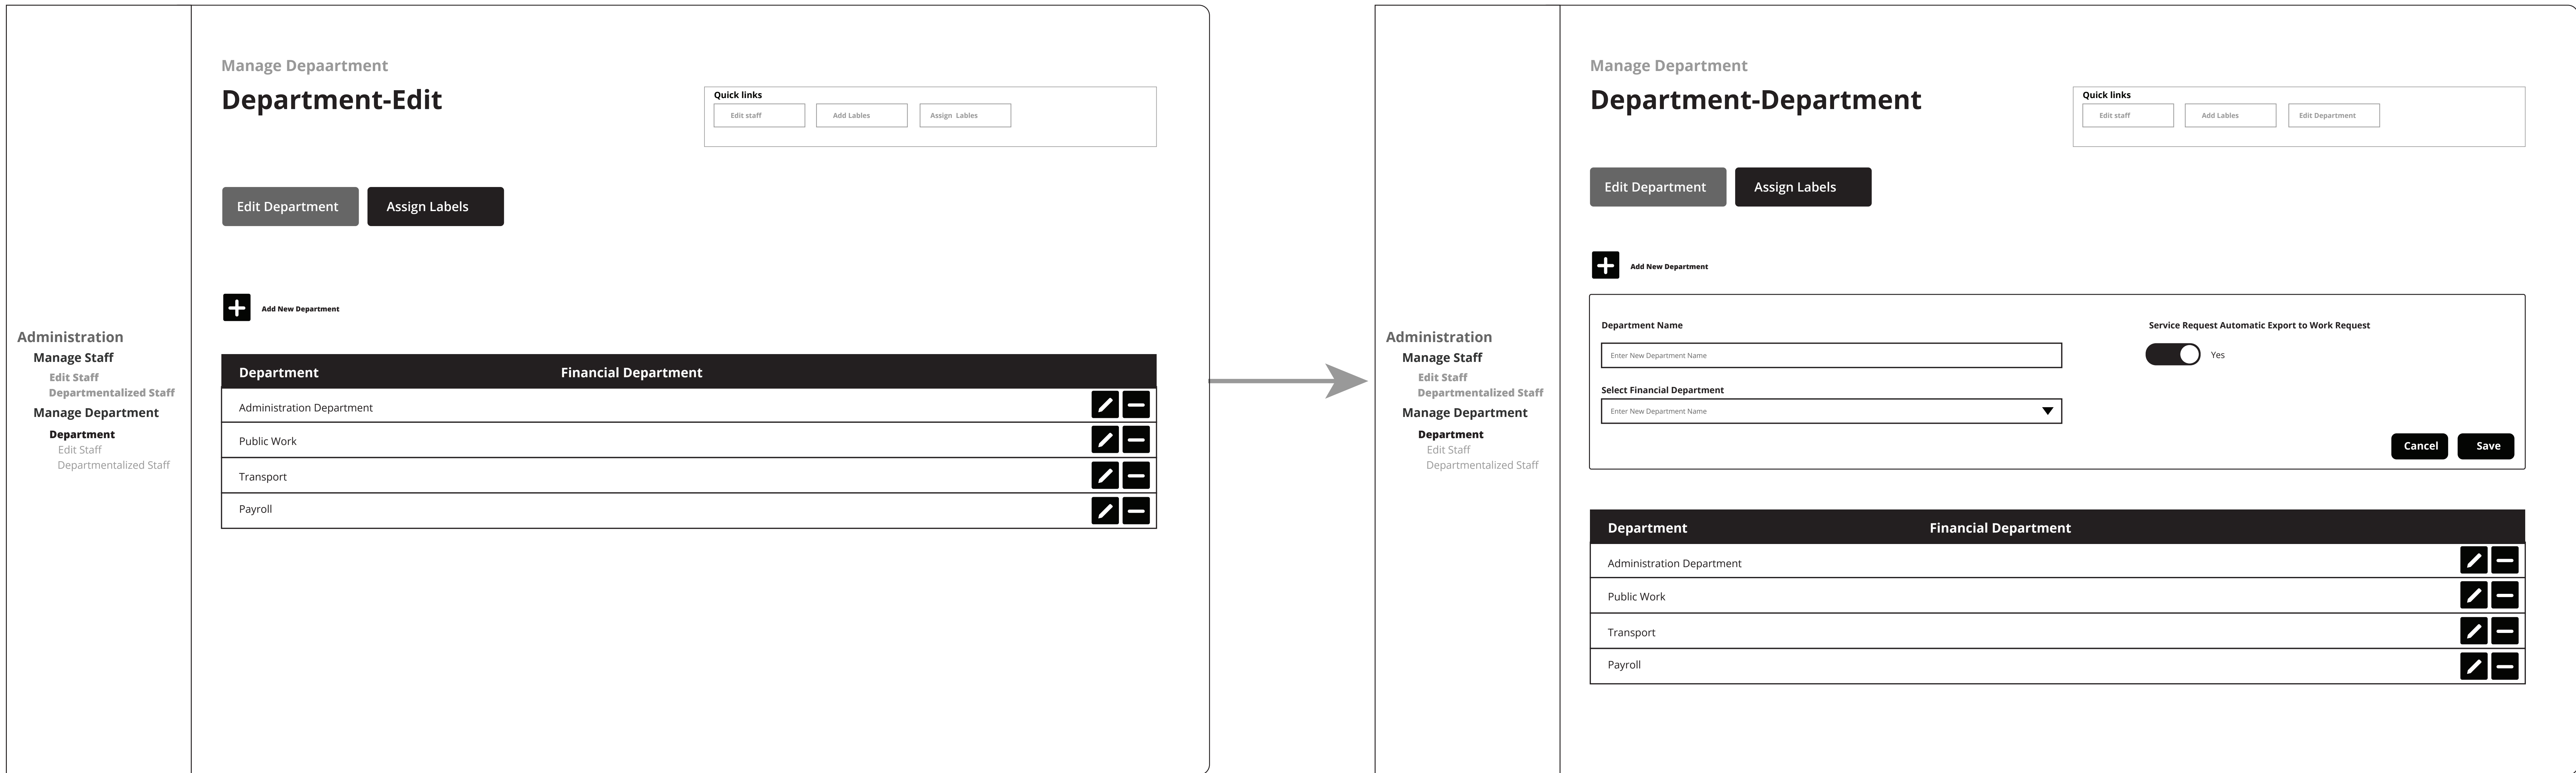 Manage Depaartment
Department-Edit
Quick links
Edit staff
Add Lables
Assign Lables
Edit Department
Assign Labels
Add New Department
Administration
Manage Staff
Edit Staff
Departmentalized Staff
Manage Department
Department
Edit Staff
Departmentalized Staff
Department Financial Department
Administration Department
Public Work
Transport
Payroll
Manage Department
Department-Department
Quick links
Edit staff
Add Lables
Edit Department
Edit Department
Assign Labels
Add New Department
Administration
Manage Staff
Edit Staff
Departmentalized Staff
Manage Department
Department
Edit Staff
Departmentalized Staff
Department Name
Enter New Department Name
Service Request Automatic Export to Work Request
Yes
Select Financial Department
Enter New Department Name
Cancel
Save
Department Financial Department
Administration Department
Public Work
Transport
Payroll